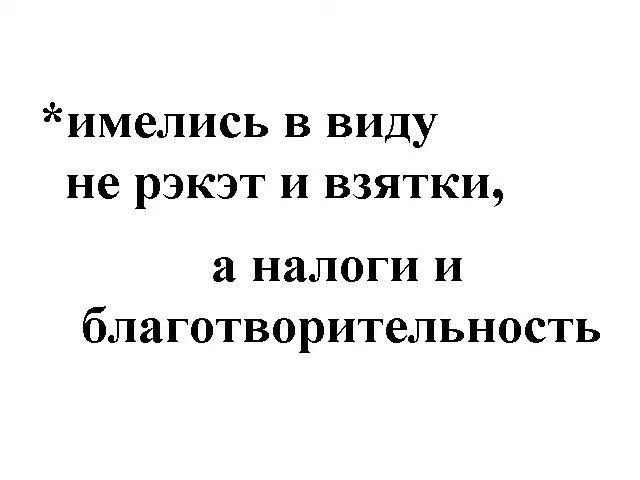 *имелись в виду
не рэкэт и взятки,
а налоги и
благотворительность